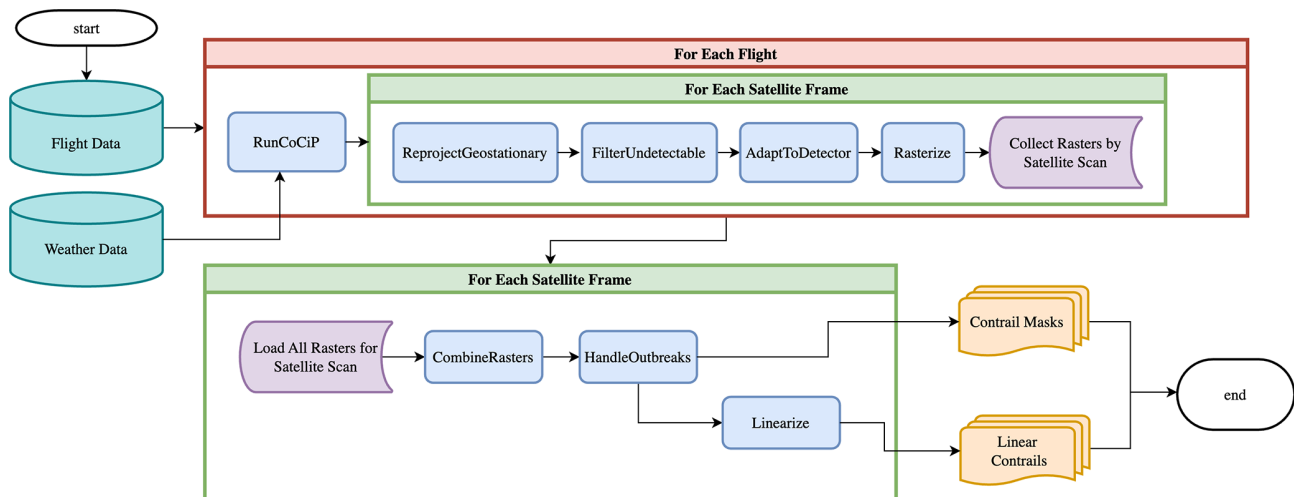 start
For Each Flight
For Each Satellite Frame
Flight Data
RunCoCiP
ReprojectGeostationary
FilterUndetectable
AdaptToDetector
Rasterize
Collect Rasters by
Satellite Scan
Weather Data
For Each Satellite Frame
Load All Rasters for
Satellite Scan
CombineRasters
HandleOutbreaks
Linearize
Contrail Masks
Linear
Contrails
end